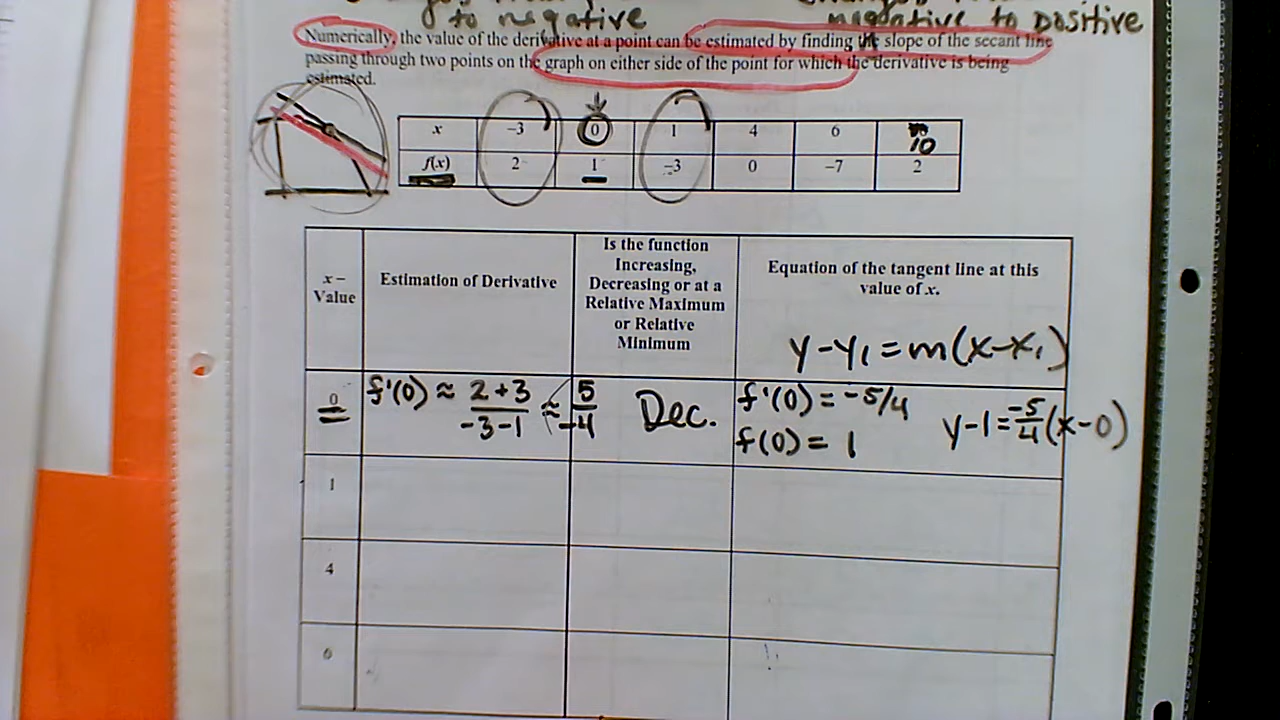 to negative
negative to positive
Numerically, the value of the derivative at a point can be estimated by finding the slope of the secant line
passing through two points on the graph on either side of the point for which the derivative is being
estimated.
x -3 0 1 4 6 10
f(x) 2 1 -3 0 -7 2
x – Value
Estimation of Derivative
Is the function
Increasing,
Decreasing or at a
Relative Maximum
or Relative
Minimum
Equation of the tangent line at this
value of x.
y-y₁=m(x-x₁)
0
f'(0) ≈ 2+3/-3-1 ≈ 5/-4
Dec.
f'(0) = -5/4
f(0) = 1
y-1=-5/4(x-0)
1
4
6